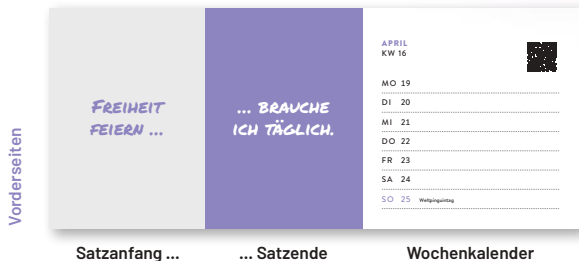 Vorderseiten
FREIHEIT
FEIERN ...
... BRAUCHE
ICH TÄGLICH.
APRIL
KW 16
MO 19
DI 20
MI 21
DO 22
FR 23
SA 24
SO 25 Weltpinguintag
Satzanfang ...
... Satzende
Wochenkalender